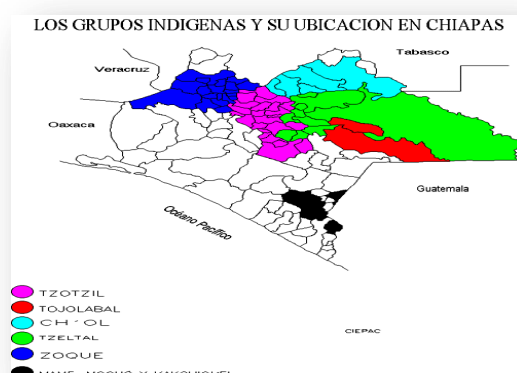 LOS GRUPOS INDIGENAS Y SU UBICACION EN CHIAPAS
Tabasco
Veracruz
Oaxaca
Guatemala
Océano Pacífico
TZOTZIL
TOJOLABAL
CH´OL
TZELTAL
ZOQUE
CIEPAC